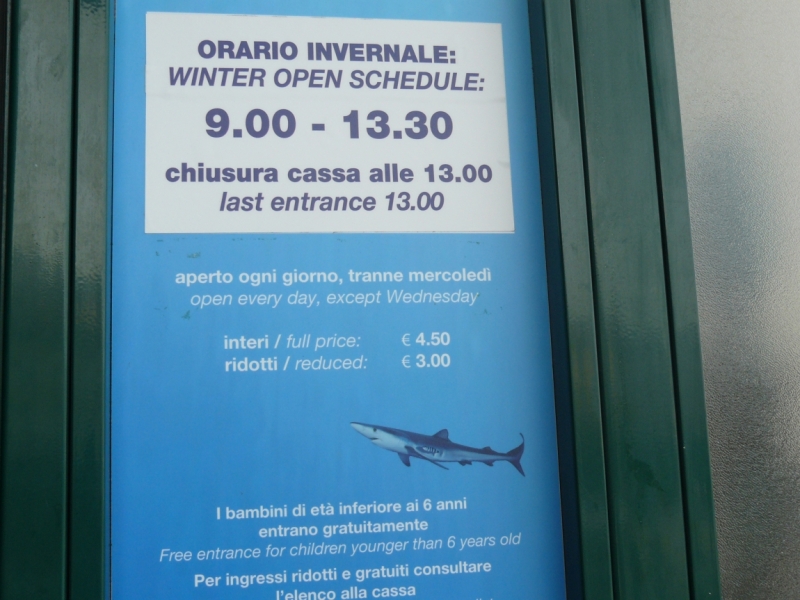 ORARIO INVERNALE:
WINTER OPEN SCHEDULE:
9.00 - 13.30
chiusura cassa alle 13.00
last entrance 13.00
aperto ogni giorno, tranne mercoledì
open every day, except Wednesday
interi / full price: € 4.50
ridotti / reduced: € 3.00
I bambini di età inferiore ai 6 anni
entrano gratuitamente
Free entrance for children younger than 6 years old
Per ingressi ridotti e gratuiti consultare
l'elenco alla cassa